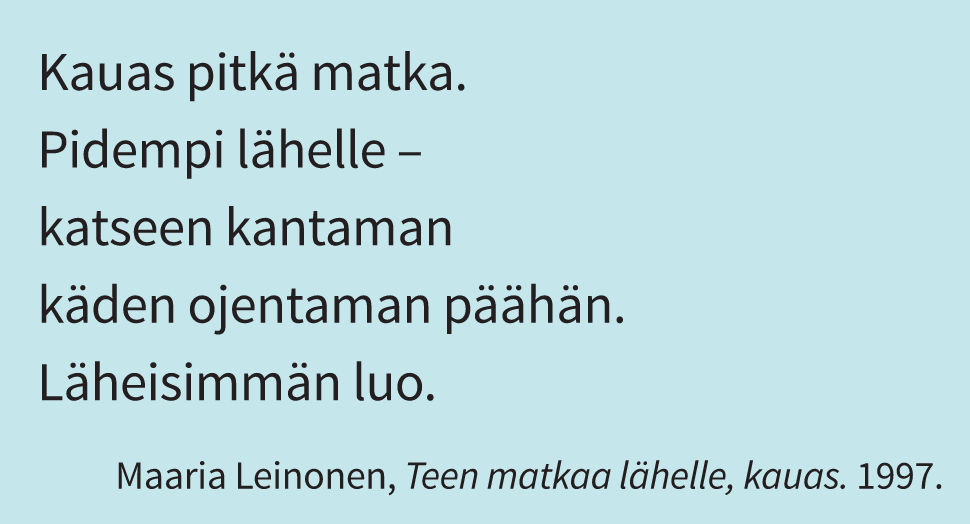 Kauas pitkä matka.
Pidempi lähelle –
katseen kantaman
käden ojentaman päähän.
Läheisimmän luo.
Maaria Leinonen, Teen matkaa lähelle, kauas. 1997.